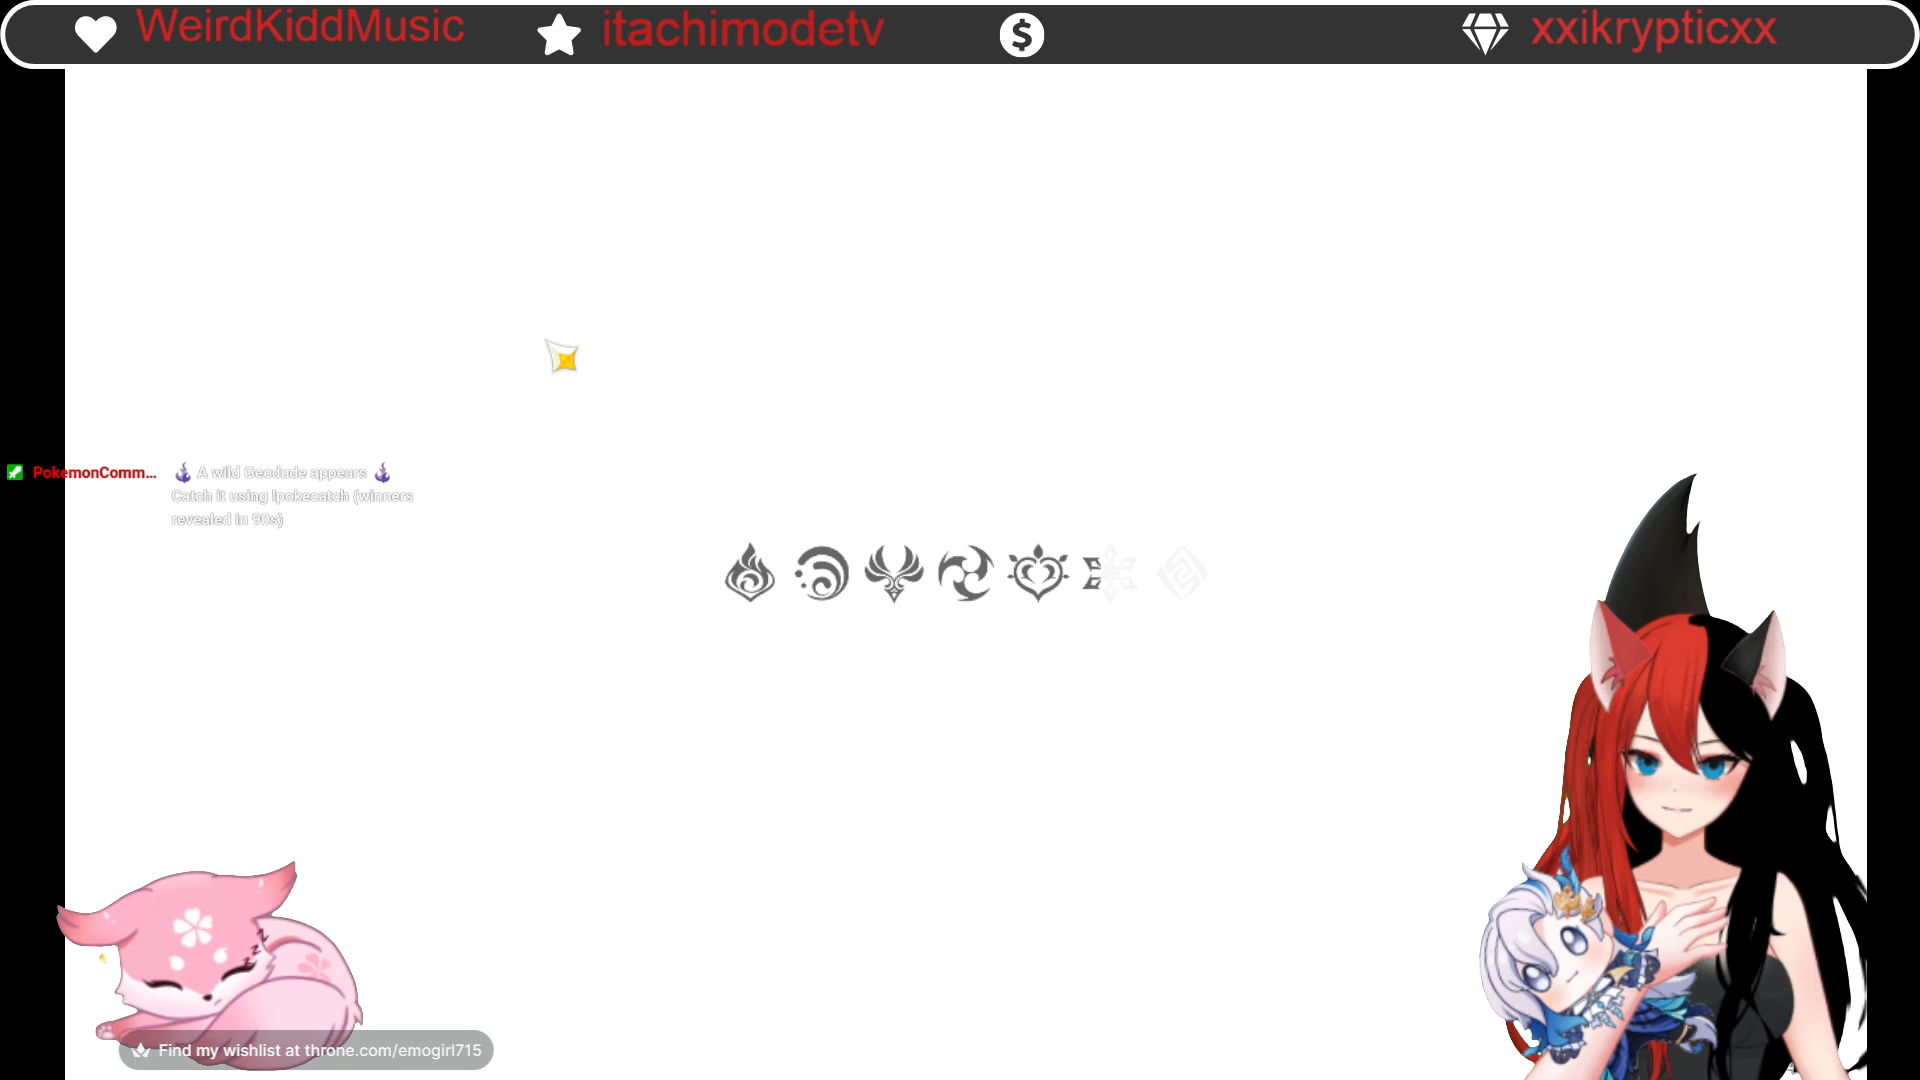 WeirdKiddMusic
itachimodetv
xxikrypticxx
PokemonComm... A wild Geodude appears
Catch it using !pokecatch (winners
revealed in 90s)
Find my wishlist at throne.com/emogirl715